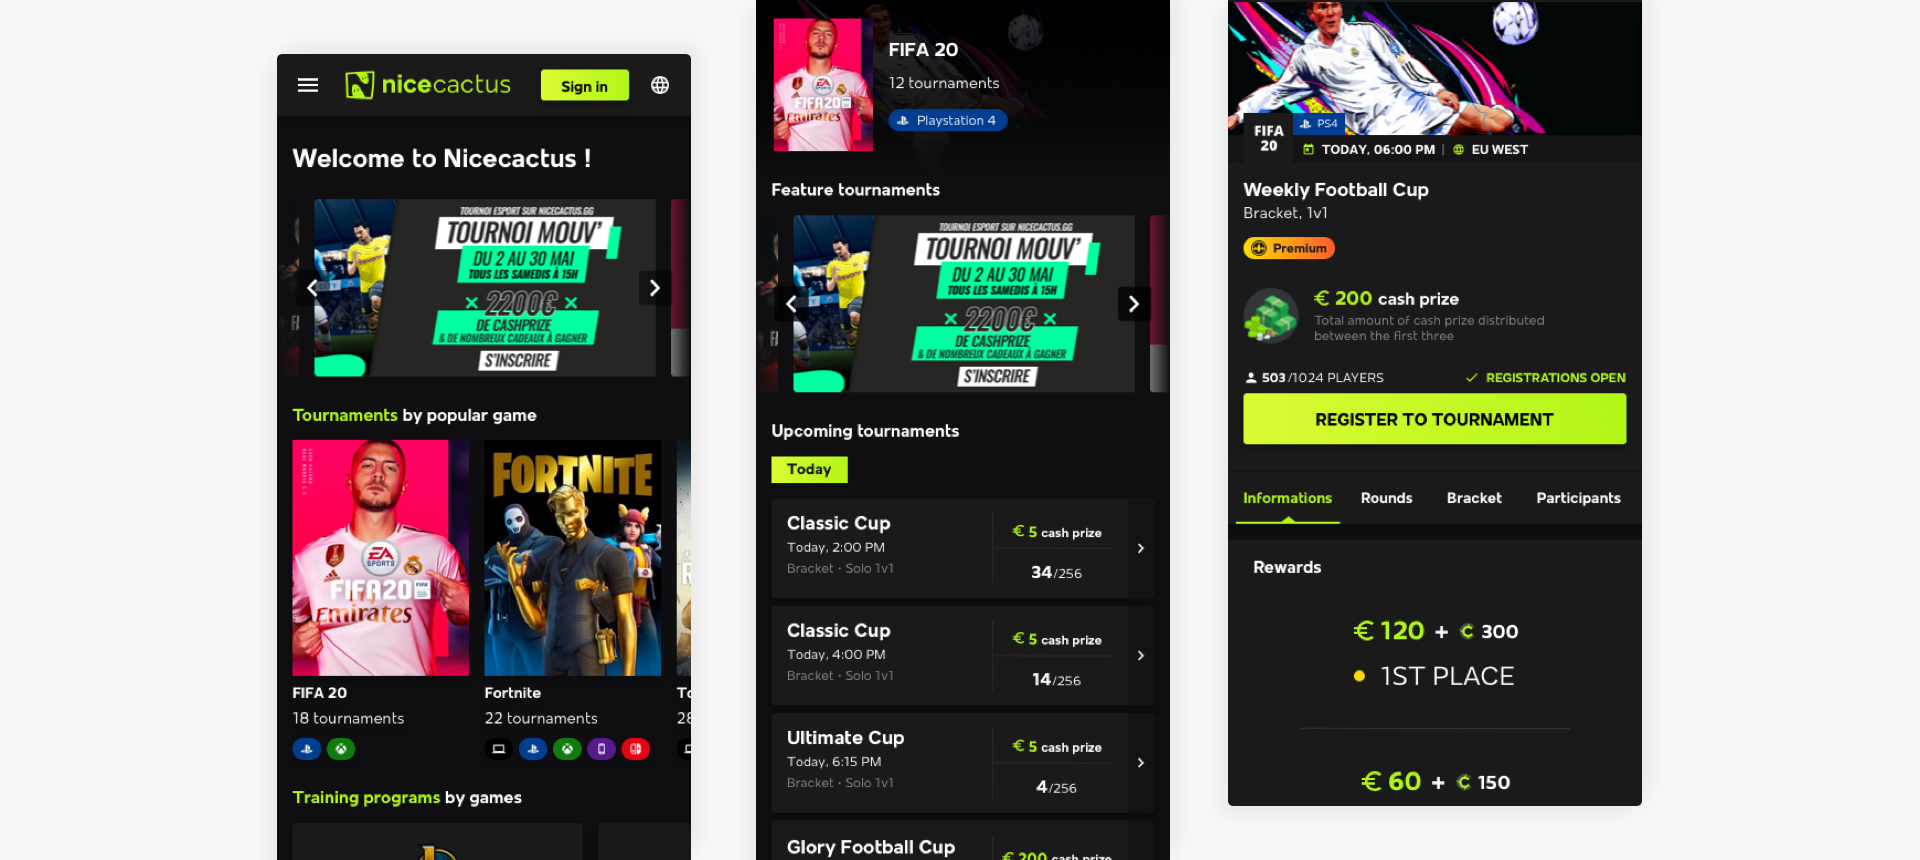 nicecactus
Sign in
Welcome to Nicecactus !
TOURNOI ESPORT SUR NICECACTUS.GG
TOURNOI MOUV'
DU 2 AU 30 MAI
TOUS LES SAMEDIS À 15H
× 2200€ ×
DE CASHPRIZE
& DE NOMBREUX CADEAUX À GAGNER
S'INSCRIRE
Tournaments by popular game
EA
SPORTS
FIFA20
Emirates
FORTNITE
FIFA 20
18 tournaments
Fortnite
22 tournaments
28
Training programs by games
EA
SPORTS
FIFA20
Emirates
FIFA 20
12 tournaments
Playstation 4
Feature tournaments
TOURNOI ESPORT SUR NICECACTUS.GG
TOURNOI MOUV'
DU 2 AU 30 MAI
TOUS LES SAMEDIS À 15H
× 2200€ ×
DE CASHPRIZE
& DE NOMBREUX CADEAUX À GAGNER
S'INSCRIRE
Upcoming tournaments
Today
Classic Cup
Today, 2:00 PM
Bracket • Solo 1v1
€ 5 cash prize
34/256
Classic Cup
Today, 4:00 PM
Bracket • Solo 1v1
€ 5 cash prize
14/256
Ultimate Cup
Today, 6:15 PM
Bracket • Solo 1v1
€ 5 cash prize
4/256
Glory Football Cup
€ 200 cash prize
FIFA
20
PS4
TODAY, 06:00 PM | EU WEST
Weekly Football Cup
Bracket, 1v1
Premium
€ 200 cash prize
Total amount of cash prize distributed
between the first three
503/1024 PLAYERS
REGISTRATIONS OPEN
REGISTER TO TOURNAMENT
Informations Rounds Bracket Participants
Rewards
€ 120 + 300
1ST PLACE
€ 60 + 150